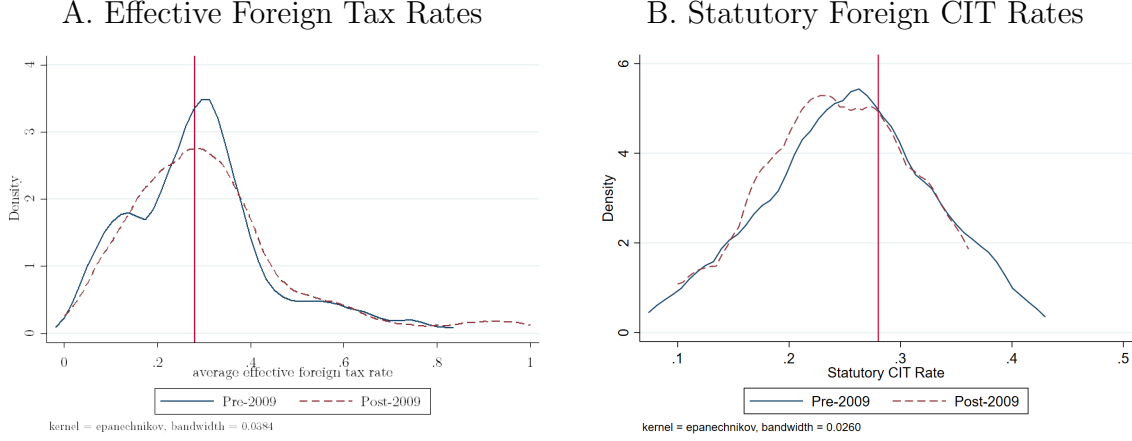 A. Effective Foreign Tax Rates
4
3
2
1
0
Density
0 .2 .4 .6 .8 1
average effective foreign tax rate
Pre-2009 Post-2009
kernel = epanechnikov, bandwidth = 0.0384
B. Statutory Foreign CIT Rates
6
4
2
0
Density
.1 .2 .3 .4 .5
Statutory CIT Rate
Pre-2009 Post-2009
kernel = epanechnikov, bandwidth = 0.0260